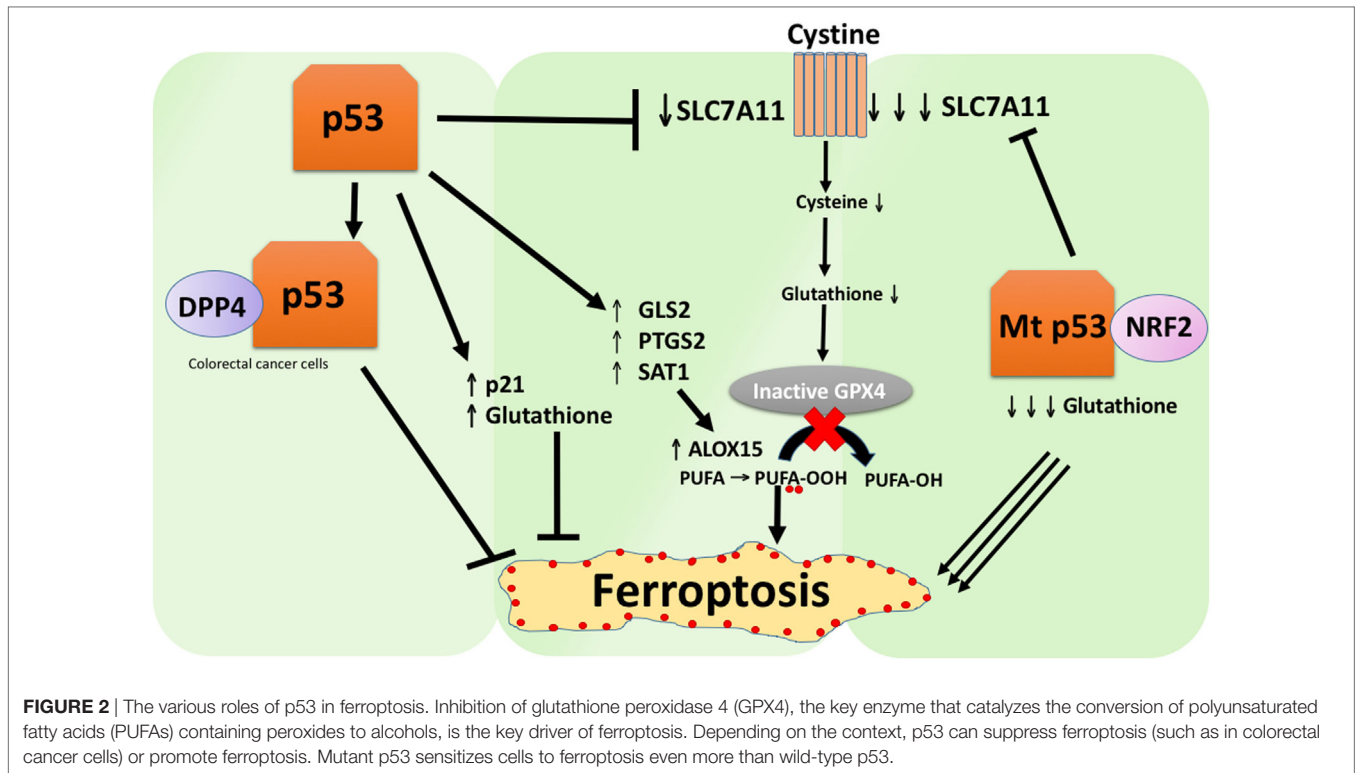 Cystine
p53
↓ SLC7A11
↓ ↓ ↓ SLC7A11
Cysteine ↓
DPP4
p53
Colorectal cancer cells
Glutathione ↓
↑ GLS2
↑ PTGS2
↑ SAT1
Mt p53
NRF2
↑ p21
↑ Glutathione
Inactive GPX4
↓ ↓ ↓ Glutathione
↑ ALOX15
PUFA → PUFA-OOH
PUFA-OH
Ferroptosis
FIGURE 2 | The various roles of p53 in ferroptosis. Inhibition of glutathione peroxidase 4 (GPX4), the key enzyme that catalyzes the conversion of polyunsaturated
fatty acids (PUFAs) containing peroxides to alcohols, is the key driver of ferroptosis. Depending on the context, p53 can suppress ferroptosis (such as in colorectal
cancer cells) or promote ferroptosis. Mutant p53 sensitizes cells to ferroptosis even more than wild-type p53.